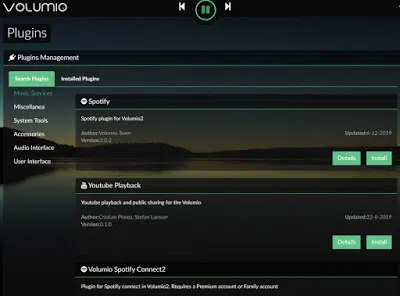 VOLUMIO
Plugins
Plugins Management
Search Plugins Installed Plugins
Music Services
Miscellanea
System Tools
Accessories
Audio Interface
User Interface
Spotify
Spotify plugin for Volumio2
Author:Volumio Team
Version:2.0.2
Updated:6-12-2019
Details Install
Youtube Playback
Youtube playback and public sharing for the Volumio
Author:Cristian Pintea, Stefan Laesser
Version:0.1.0
Updated:22-8-2019
Details Install
Volumio Spotify Connect2
Plugin for Spotify connect in Volumio2. Requires a Premium account or Family account